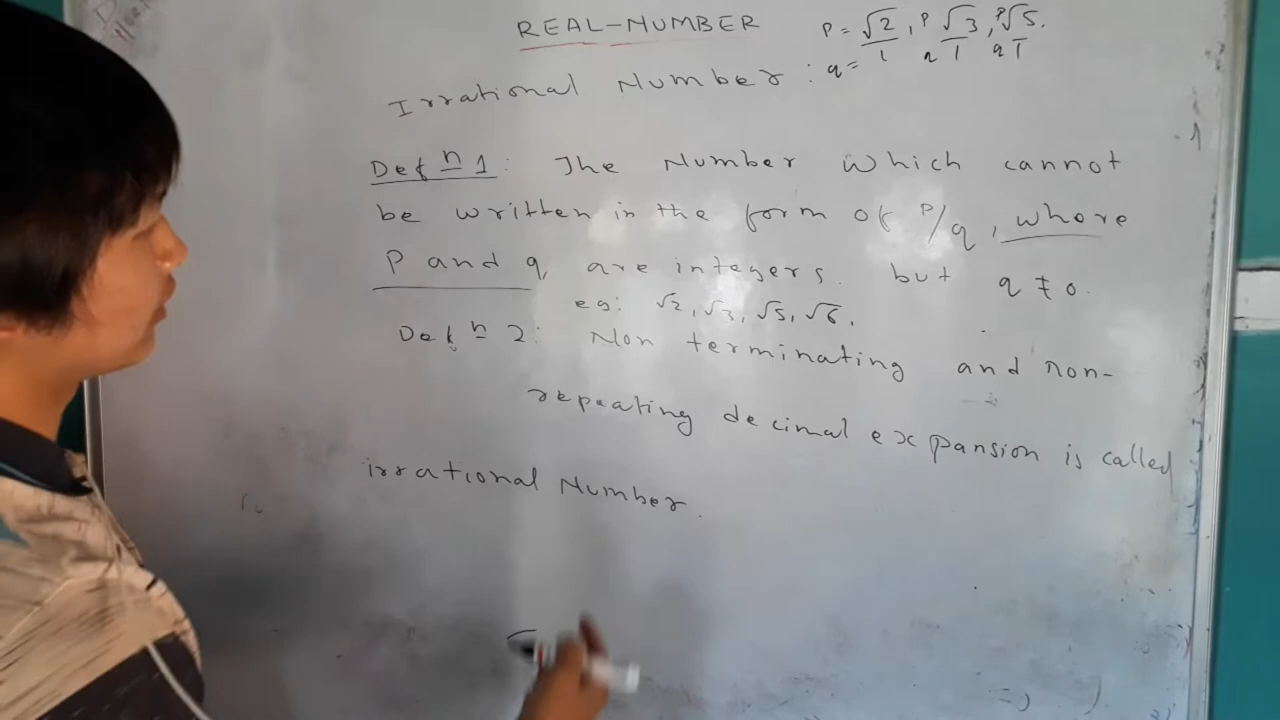 REAL-NUMBER
P = √2/1, P √3/1, P √5/1.
q = q q
Irrational Number :
Defn 1: The Number which cannot
be written in the form of P/q, where
P and q are integers. but q ≠ 0.
eg: √2, √3, √5, √6,
Defn 2: Non terminating and non-
repeating decimal expansion is called
irrational Number.